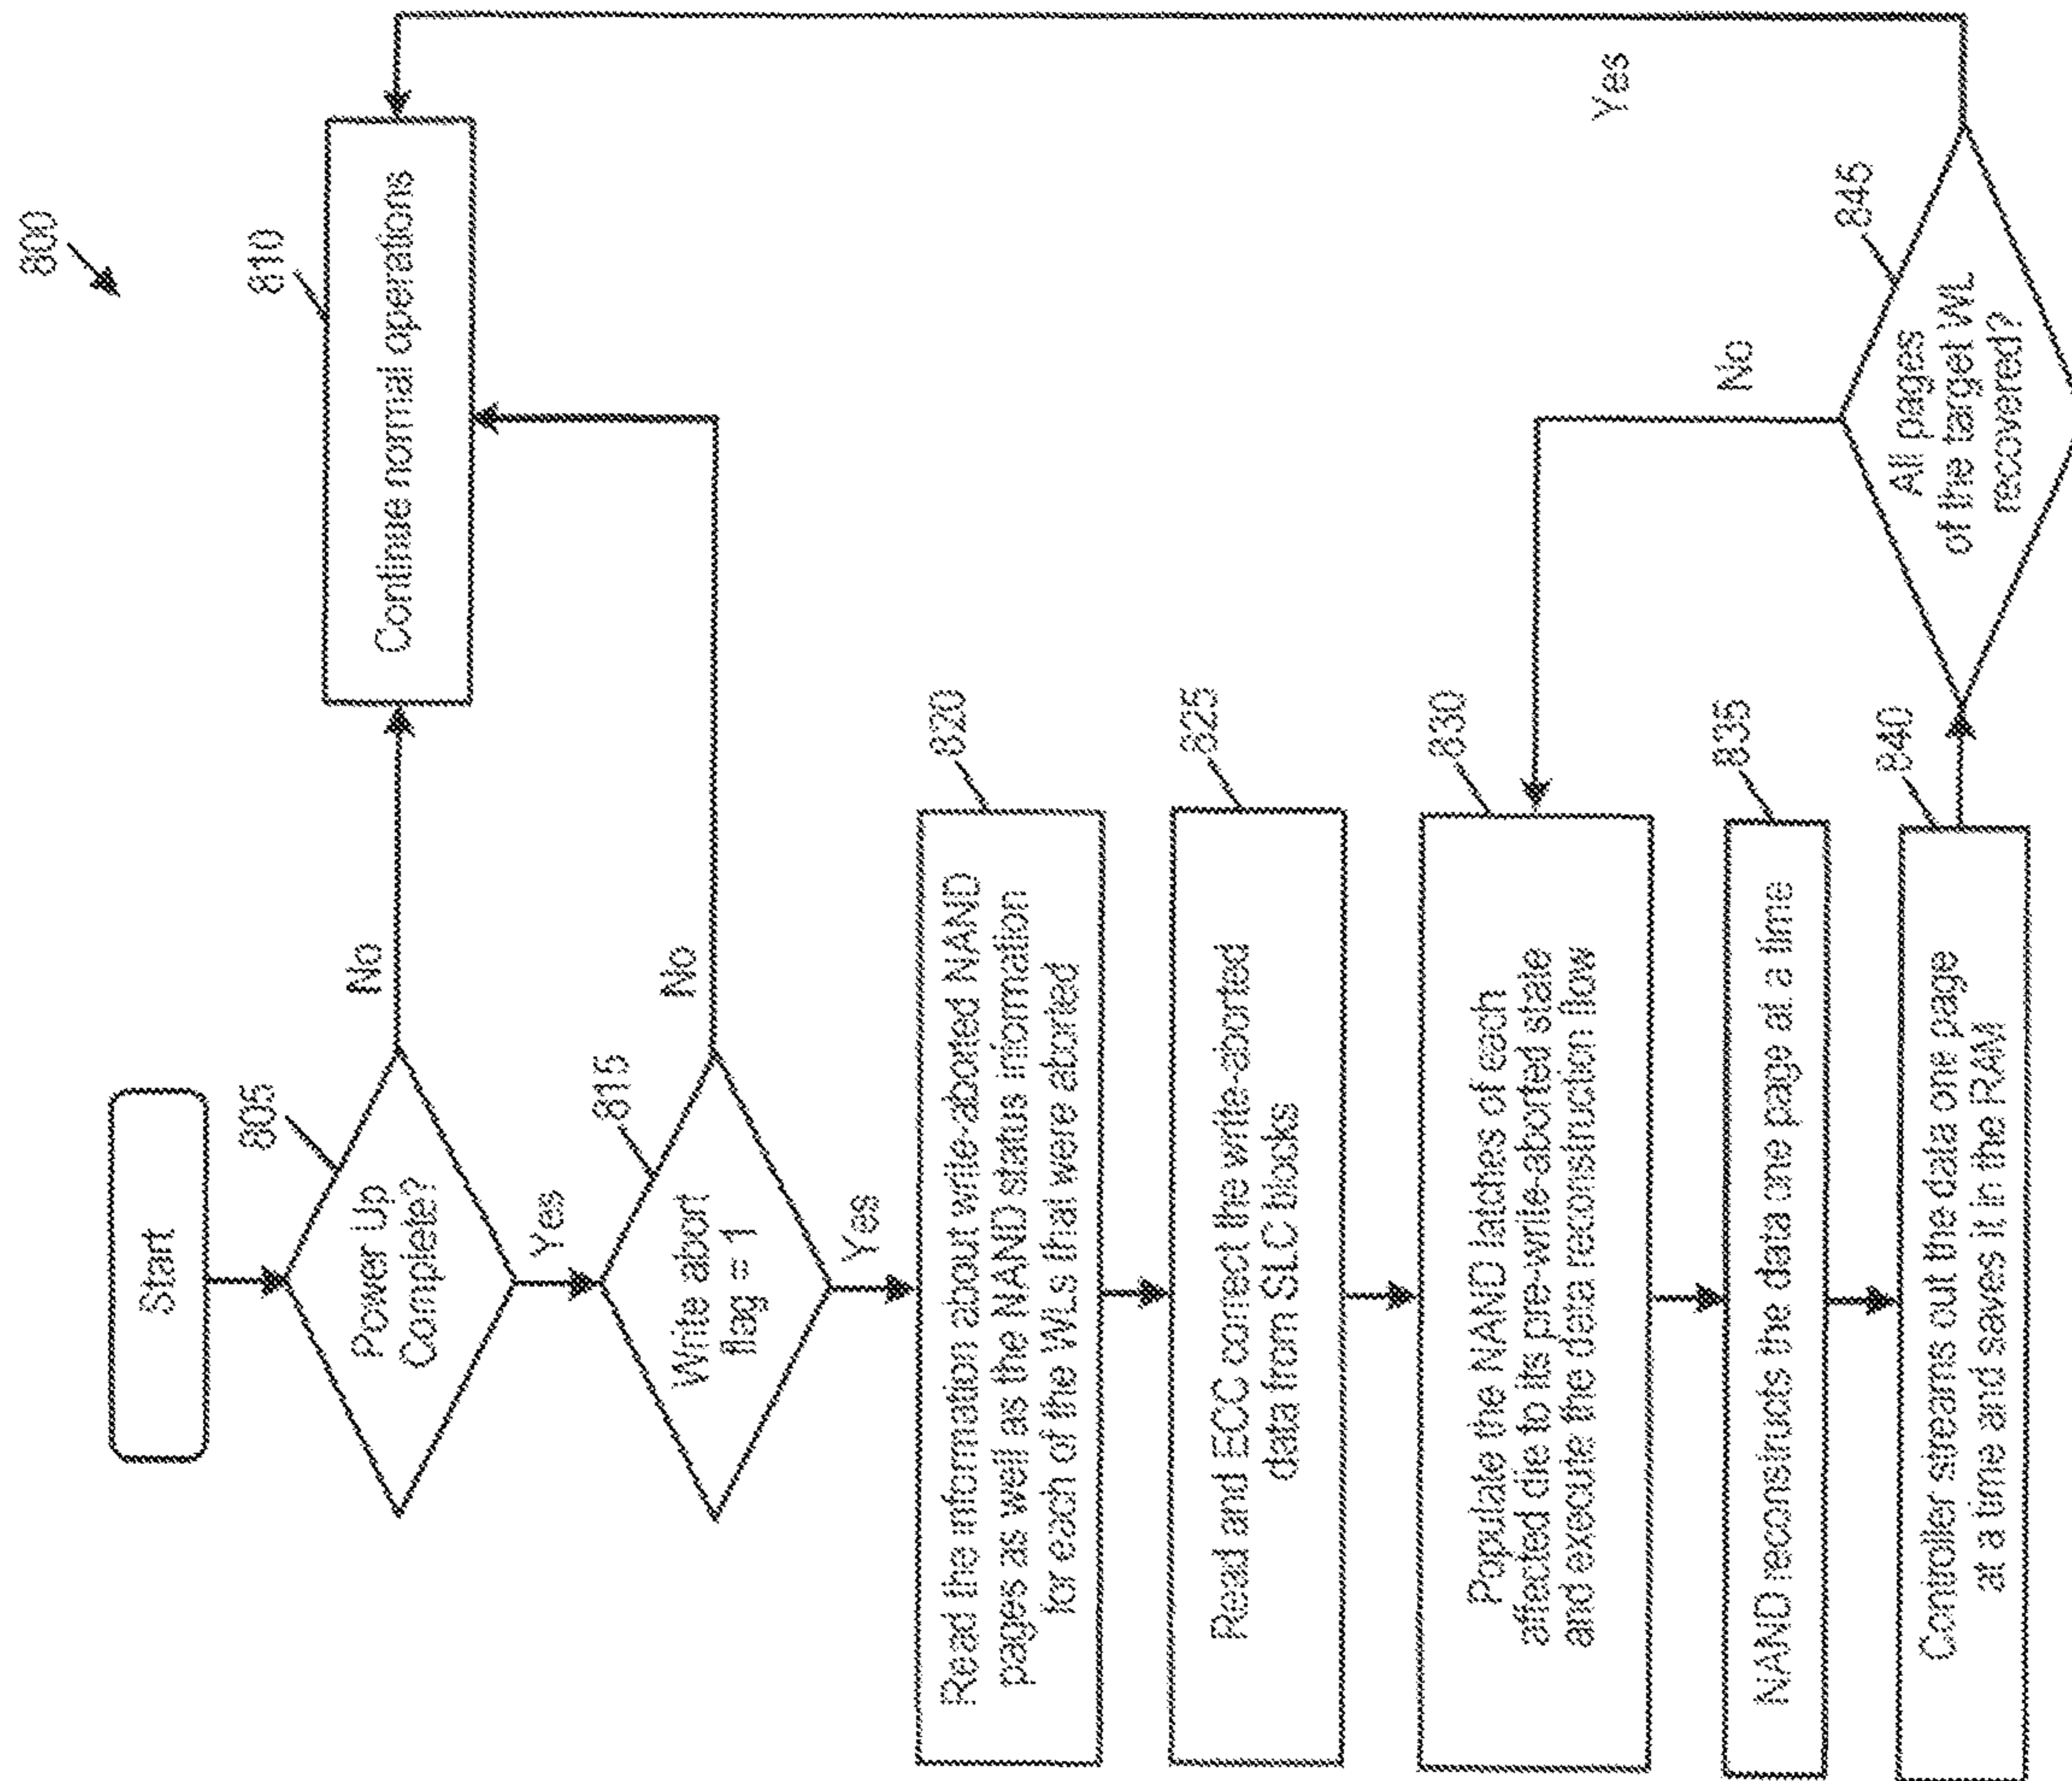 800
Start
805
Power Up
Complete?
No
810
Continue normal operations
Yes
815
Write abort
flag = 1
No
Yes
820
Read the information about write-aborted NAND
pages as well as the NAND status information
for each of the WLs that were aborted
825
Read and ECC correct the write-aborted
data from SLC blocks
830
Populate the NAND latches of each
affected die to its pre-write-aborted state
and execute the data reconstruction flow
835
NAND reconstructs the data one page at a time
840
Controller streams out the data one page
at a time and saves it in the RAM
845
All pages
of the target WL
recovered?
No
Yes